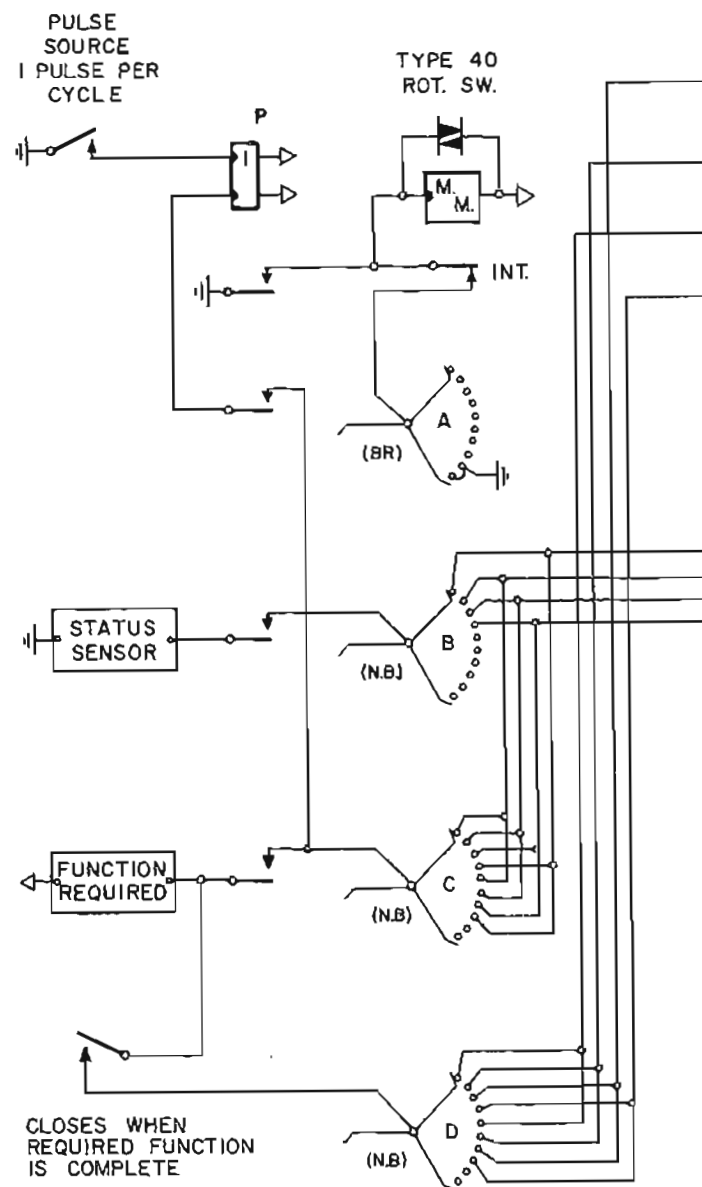 PULSE
SOURCE
1 PULSE PER
CYCLE
TYPE 40
ROT. SW.
P
1
M.
M.
INT.
A
(BR)
STATUS
SENSOR
B
(N.B.)
FUNCTION
REQUIRED
C
(N.B)
CLOSES WHEN
REQUIRED FUNCTION
IS COMPLETE
D
(N.B)